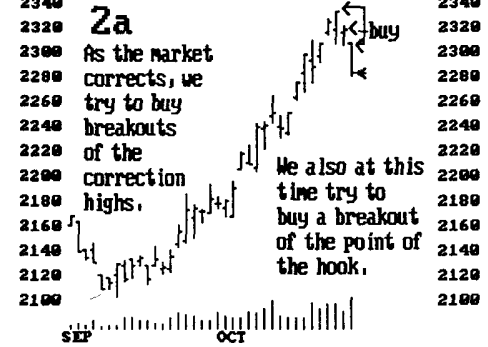 2340
2320
2300
2280
2260
2240
2220
2200
2180
2160
2140
2120
2100
2a
As the market
corrects, we
try to buy
breakouts
of the
correction
highs.
buy
We also at this
time try to
buy a breakout
of the point of
the hook.
2340
2320
2300
2280
2260
2240
2220
2200
2180
2160
2140
2120
2100
SEP OCT